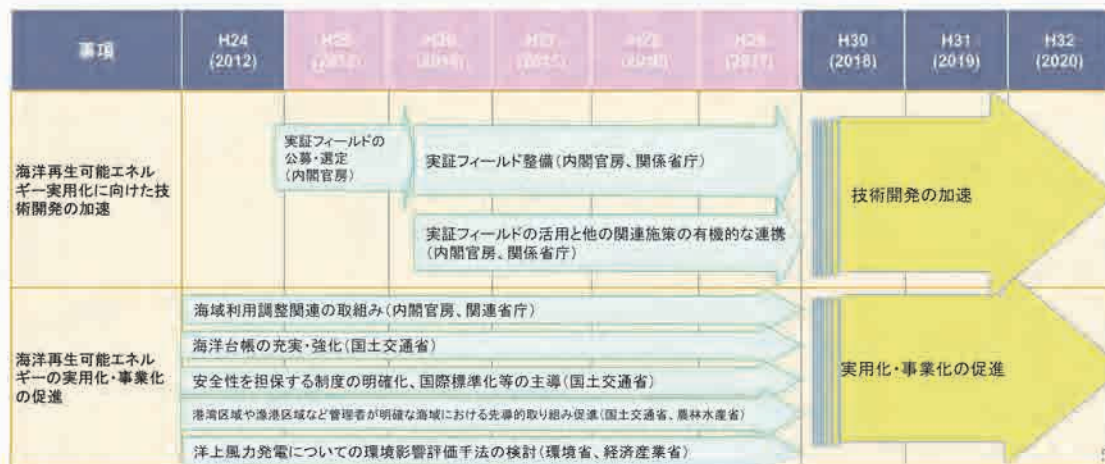 事項
H24
(2012)
H25
(2013)
H26
(2014)
H27
(2015)
H28
(2016)
H29
(2017)
H30
(2018)
H31
(2019)
H32
(2020)
海洋再生可能エネル
ギー実用化に向けた技
術開発の加速
実証フィールドの
公募・選定
(内閣官房)
実証フィールド整備(内閣官房、関係省庁)
実証フィールドの活用と他の関連施策の有機的な連携
(内閣官房、関係省庁)
技術開発の加速
海洋再生可能エネル
ギーの実用化・事業化
の促進
海域利用調整関連の取組み(内閣官房、関連省庁)
海洋台帳の充実・強化(国土交通省)
安全性を担保する制度の明確化、国際標準化等の主導(国土交通省)
港湾区域や漁港区域など管理者が明確な海域における先導的取り組み促進(国土交通省、農林水産省)
洋上風力発電についての環境影響評価手法の検討(環境省、経済産業省)
実用化・事業化の促進